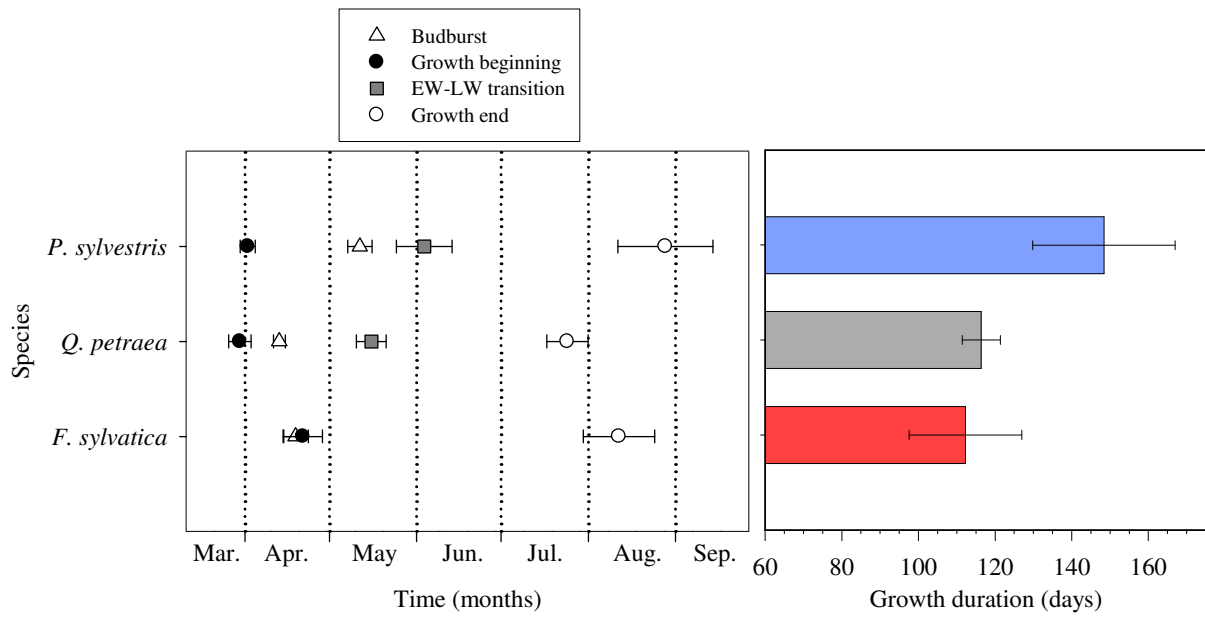 Budburst
Growth beginning
EW-LW transition
Growth end
Species
P. sylvestris
Q. petraea
F. sylvatica
Mar. Apr. May Jun. Jul. Aug. Sep.
Time (months)
60 80 100 120 140 160
Growth duration (days)